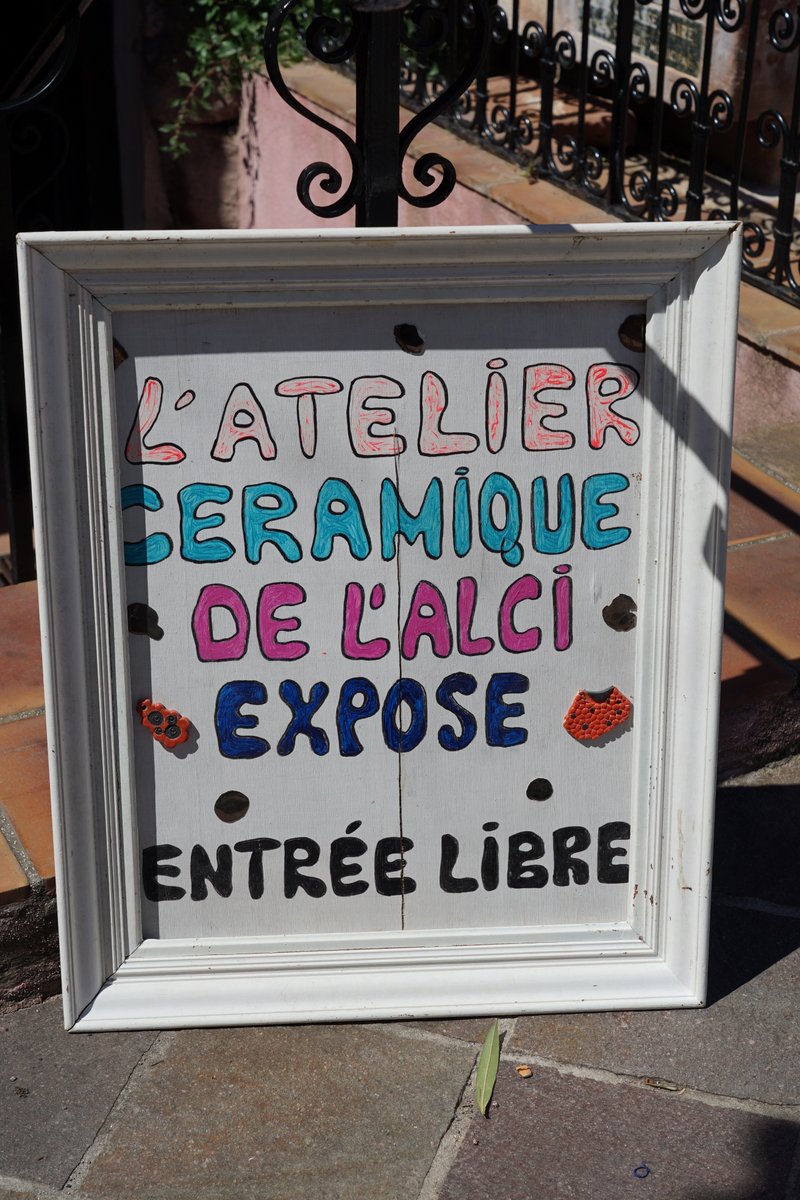 L'ATELIER
CERAMIQUE
DE L'ALCI
EXPOSE
ENTRÉE LIBRE